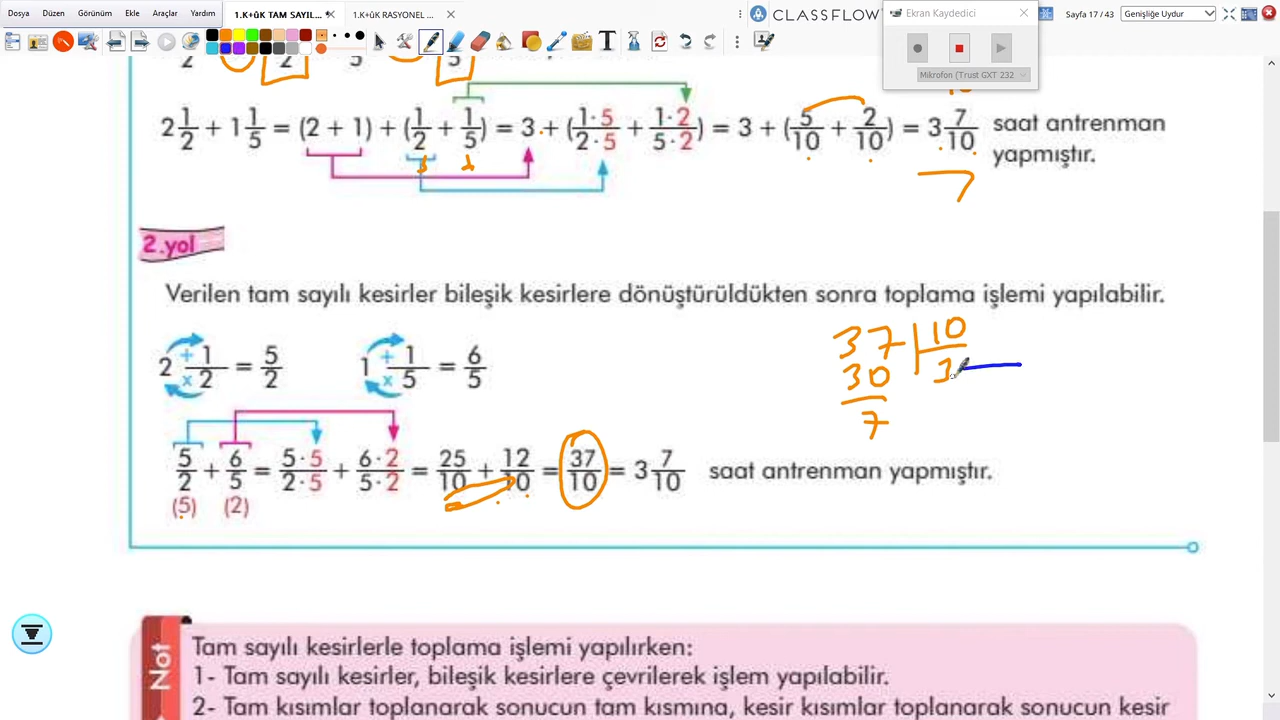 Dosya Düzen Görünüm Ekle Araçlar Yardım
1.K+ûK TAM SAYIL... 1.K+ûK RASYONEL ...
CLASSFLOW
Ekran Kaydedici
Mikrofon (Trust GXT 232
Sayfa 17 / 43 Genişliğe Uydur
2 2 5 5
2 1/2 + 1 1/5 = (2 + 1) + (1/2 + 1/5) = 3 + (1·5/2·5 + 1·2/5·2) = 3 + (5/10 + 2/10) = 3 7/10 saat antrenman
yapmıştır.
7
2.yol
Verilen tam sayılı kesirler bileşik kesirlere dönüştürüldükten sonra toplama işlemi yapılabilir.
2 + 1 x 2 = 5/2 1 + 1 x 5 = 6/5
37 10
30 3
7
5/2 + 6/5 = 5·5/2·5 + 6·2/5·2 = 25/10 + 12/10 = 37/10 = 3 7/10 saat antrenman yapmıştır.
(5) (2)
Not
Tam sayılı kesirlerle toplama işlemi yapılırken:
1- Tam sayılı kesirler, bileşik kesirlere çevrilerek işlem yapılabilir.
2- Tam kısımlar toplanarak sonucun tam kısmına, kesir kısımlar toplanarak sonucun kesir